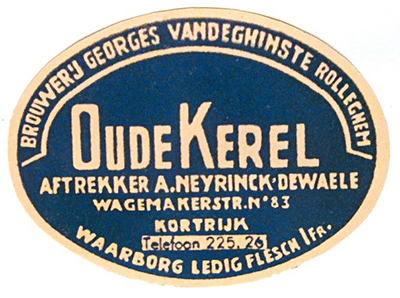 BROUWERIJ GEORGES VANDEGHINSTE ROLLEGHEM
OUDE KEREL
AFTREKKER A. NEYRINCK-DEWAELE
WAGEMAKERSTR. N° 83
KORTRIJK
Telefoon 225.26
WAARBORG LEDIG FLESCH 1 FR.